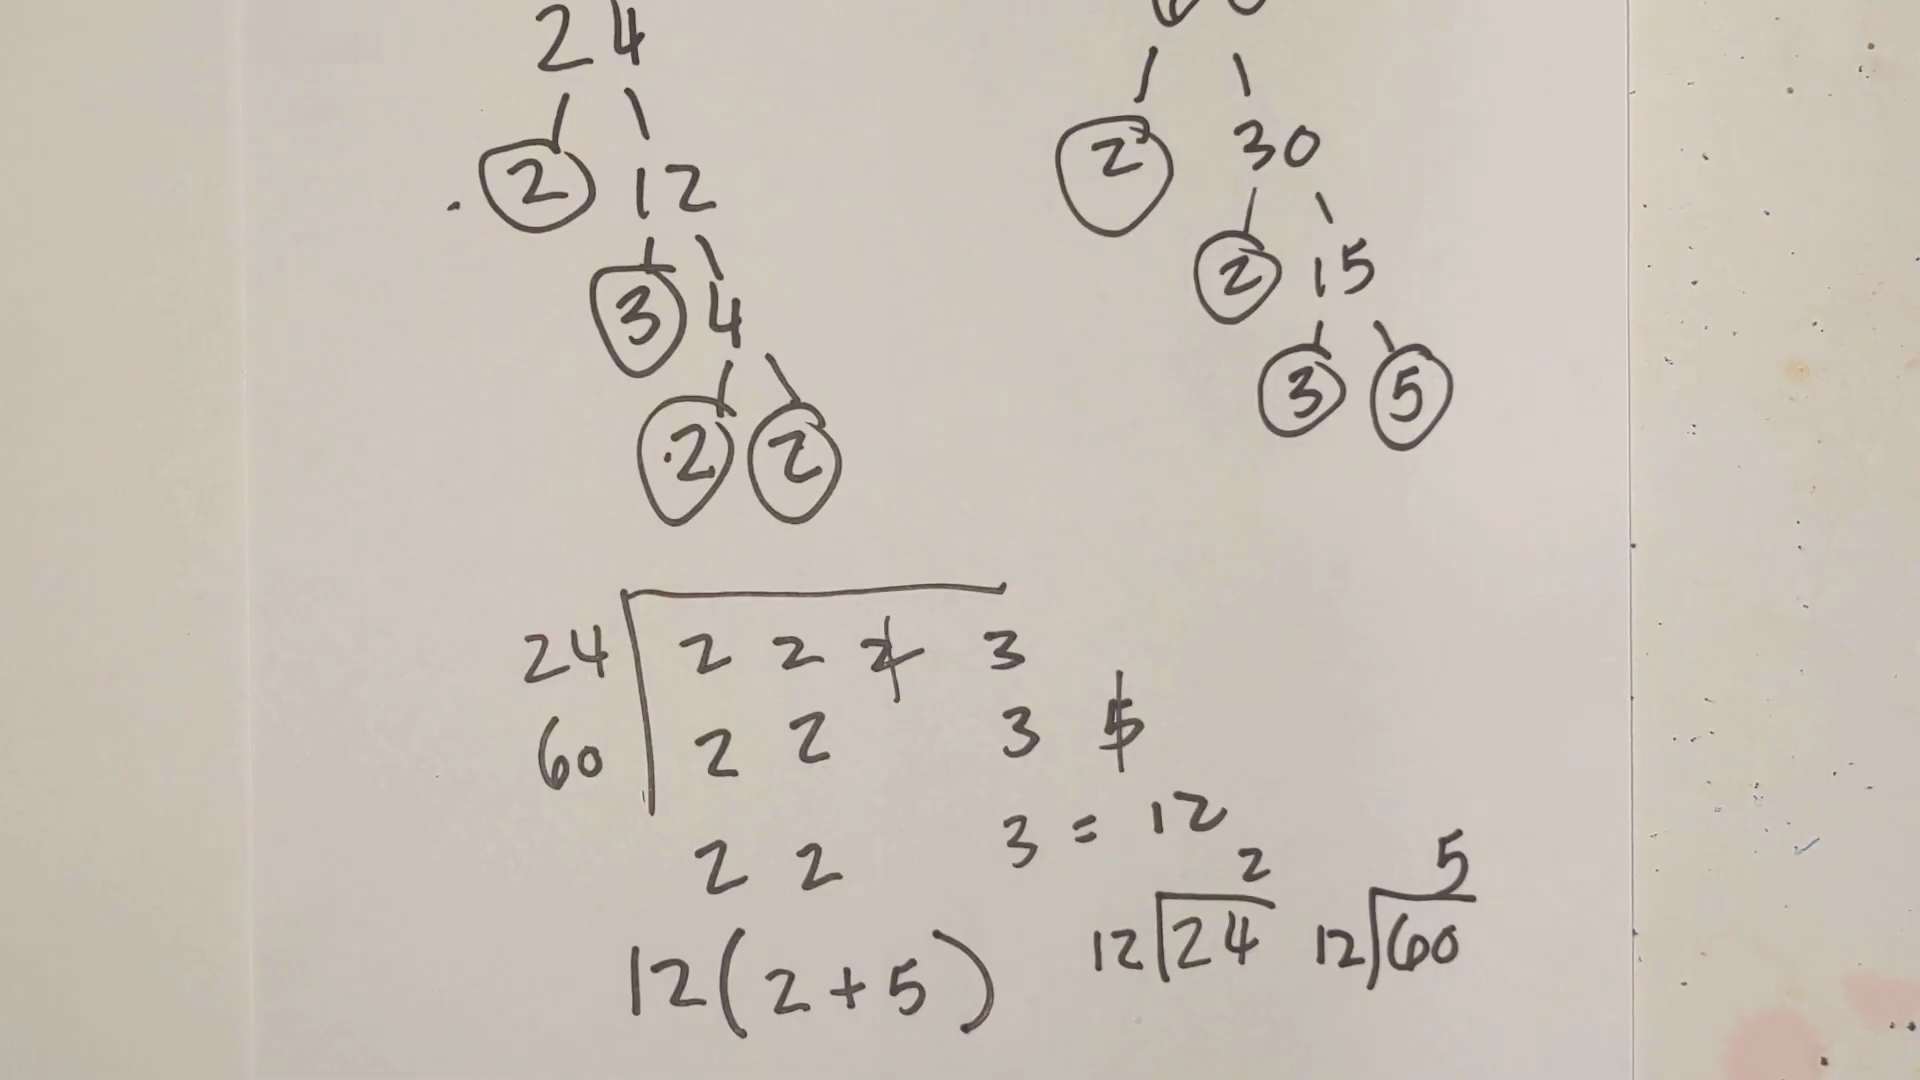 24 60
2 12 2 30
3 4 2 15
2 2 3 5
24 2 2 2 3
60 2 2 3 5
2 2 3 = 12
2 5
12 24 12 60
12(2+5)